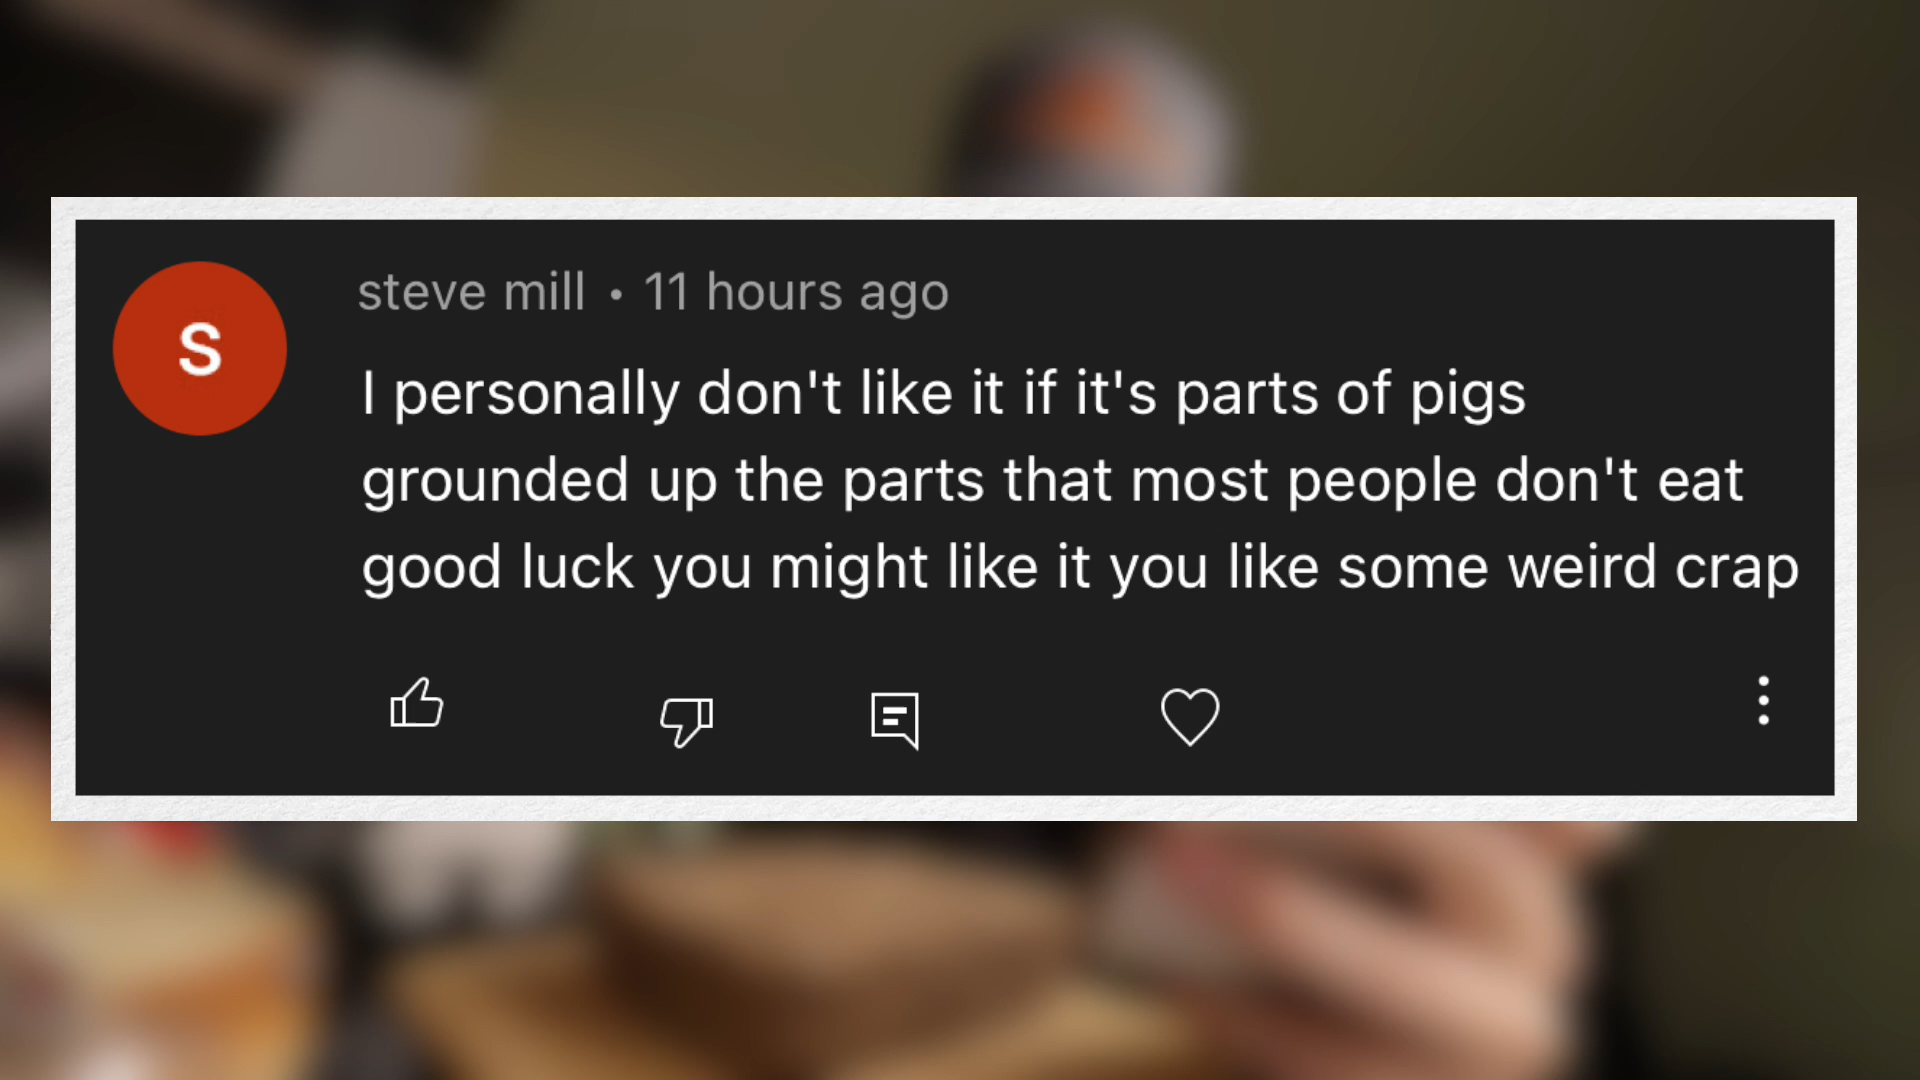 S
steve mill • 11 hours ago
I personally don't like it if it's parts of pigs
grounded up the parts that most people don't eat
good luck you might like it you like some weird crap